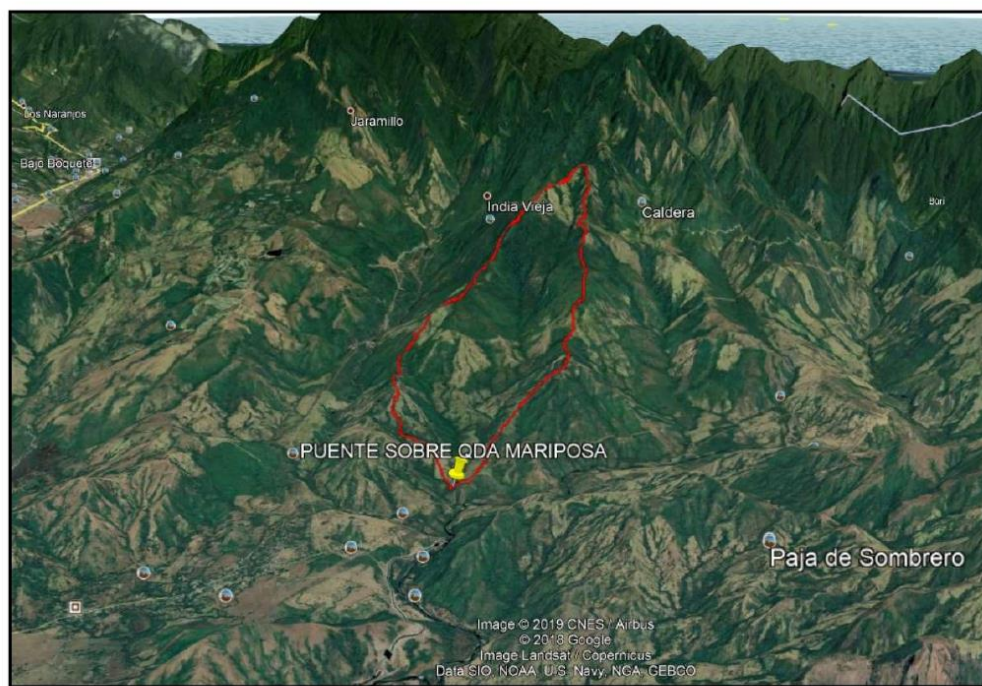 Los Naranjos
Jaramillo
Bajo Boquete
India Vieja
Caldera
Buri
PUENTE SOBRE QDA MARIPOSA
Paja de Sombrero
Image © 2019 CNES / Airbus
© 2018 Google
Image Landsat / Copernicus
Data SIO, NOAA, U.S. Navy, NGA, GEBCO